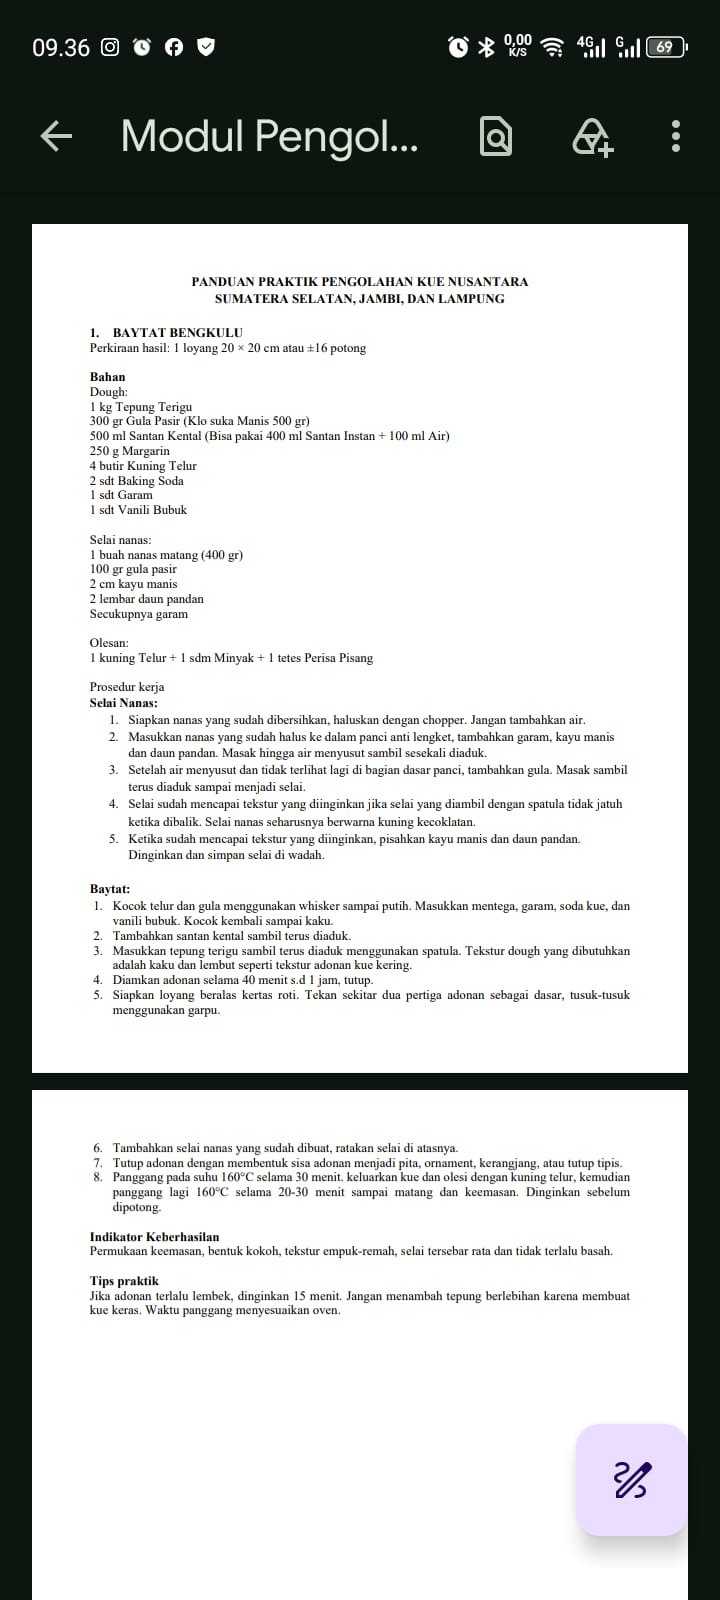 09.36
0,00
K/S
4G
G
69
Modul Pengol...
PANDUAN PRAKTIK PENGOLAHAN KUE NUSANTARA
SUMATERA SELATAN, JAMBI, DAN LAMPUNG
1. BAYTAT BENGKULU
Perkiraan hasil: 1 loyang 20 × 20 cm atau ±16 potong
Bahan
Dough:
1 kg Tepung Terigu
300 gr Gula Pasir (Klo suka Manis 500 gr)
500 ml Santan Kental (Bisa pakai 400 ml Santan Instan + 100 ml Air)
250 g Margarin
4 butir Kuning Telur
2 sdt Baking Soda
1 sdt Garam
1 sdt Vanili Bubuk
Selai nanas:
1 buah nanas matang (400 gr)
100 gr gula pasir
2 cm kayu manis
2 lembar daun pandan
Secukupnya garam
Olesan:
1 kuning Telur + 1 sdm Minyak + 1 tetes Perisa Pisang
Prosedur kerja
Selai Nanas:
1. Siapkan nanas yang sudah dibersihkan, haluskan dengan chopper. Jangan tambahkan air.
2. Masukkan nanas yang sudah halus ke dalam panci anti lengket, tambahkan garam, kayu manis
dan daun pandan. Masak hingga air menyusut sambil sesekali diaduk.
3. Setelah air menyusut dan tidak terlihat lagi di bagian dasar panci, tambahkan gula. Masak sambil
terus diaduk sampai menjadi selai.
4. Selai sudah mencapai tekstur yang diinginkan jika selai yang diambil dengan spatula tidak jatuh
ketika dibalik. Selai nanas seharusnya berwarna kuning kecoklatan.
5. Ketika sudah mencapai tekstur yang diinginkan, pisahkan kayu manis dan daun pandan.
Dinginkan dan simpan selai di wadah.
Baytat:
1. Kocok telur dan gula menggunakan whisker sampai putih. Masukkan mentega, garam, soda kue, dan
vanili bubuk. Kocok kembali sampai kaku.
2. Tambahkan santan kental sambil terus diaduk.
3. Masukkan tepung terigu sambil terus diaduk menggunakan spatula. Tekstur dough yang dibutuhkan
adalah kaku dan lembut seperti tekstur adonan kue kering.
4. Diamkan adonan selama 40 menit s.d 1 jam, tutup.
5. Siapkan loyang beralas kertas roti. Tekan sekitar dua pertiga adonan sebagai dasar, tusuk-tusuk
menggunakan garpu.
6. Tambahkan selai nanas yang sudah dibuat, ratakan selai di atasnya.
7. Tutup adonan dengan membentuk sisa adonan menjadi pita, ornament, kerangjang, atau tutup tipis.
8. Panggang pada suhu 160°C selama 30 menit. keluarkan kue dan olesi dengan kuning telur, kemudian
panggang lagi 160°C selama 20-30 menit sampai matang dan keemasan. Dinginkan sebelum
dipotong.
Indikator Keberhasilan
Permukaan keemasan, bentuk kokoh, tekstur empuk-remah, selai tersebar rata dan tidak terlalu basah.
Tips praktik
Jika adonan terlalu lembek, dinginkan 15 menit. Jangan menambah tepung berlebihan karena membuat
kue keras. Waktu panggang menyesuaikan oven.